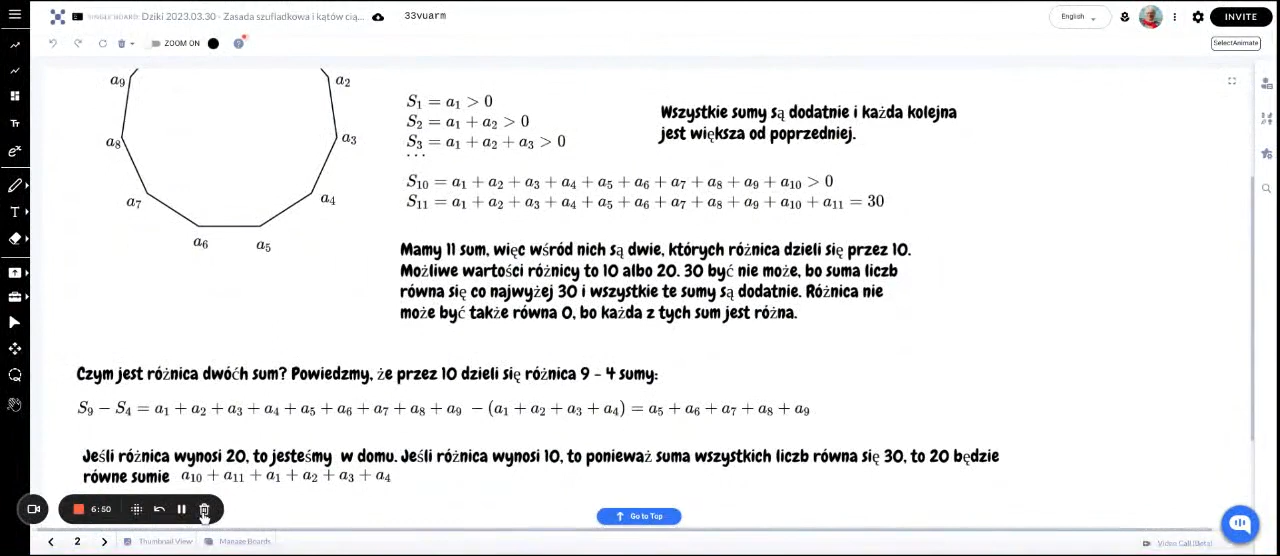 SINGLE BOARD: Dziki 2023.03.30 - Zasada szufladkowa i kątów cią... 33vuarm English INVITE
ZOOM ON SelectAnimate
a₉ a₂
S₁ = a₁ > 0
S₂ = a₁ + a₂ > 0
S₃ = a₁ + a₂ + a₃ > 0
...
Wszystkie sumy są dodatnie i każda kolejna
jest większa od poprzedniej.
a₈ a₃
S₁₀ = a₁ + a₂ + a₃ + a₄ + a₅ + a₆ + a₇ + a₈ + a₉ + a₁₀ > 0
S₁₁ = a₁ + a₂ + a₃ + a₄ + a₅ + a₆ + a₇ + a₈ + a₉ + a₁₀ + a₁₁ = 30
a₇ a₄
a₆ a₅
Mamy 11 sum, więc wśród nich są dwie, których różnica dzieli się przez 10.
Możliwe wartości różnicy to 10 albo 20. 30 być nie może, bo suma liczb
równa się co najwyżej 30 i wszystkie te sumy są dodatnie. Różnica nie
może być także równa 0, bo każda z tych sum jest różna.
Czym jest różnica dwóch sum? Powiedzmy, że przez 10 dzieli się różnica 9 - 4 sumy:
S₉ − S₄ = a₁ + a₂ + a₃ + a₄ + a₅ + a₆ + a₇ + a₈ + a₉ − (a₁ + a₂ + a₃ + a₄) = a₅ + a₆ + a₇ + a₈ + a₉
Jeśli różnica wynosi 20, to jesteśmy w domu. Jeśli różnica wynosi 10, to ponieważ suma wszystkich liczb równa się 30, to 20 będzie
równe sumie a₁₀ + a₁₁ + a₁ + a₂ + a₃ + a₄
6:50
Go to Top
2 Thumbnail View Manage Boards Video Call(Beta)